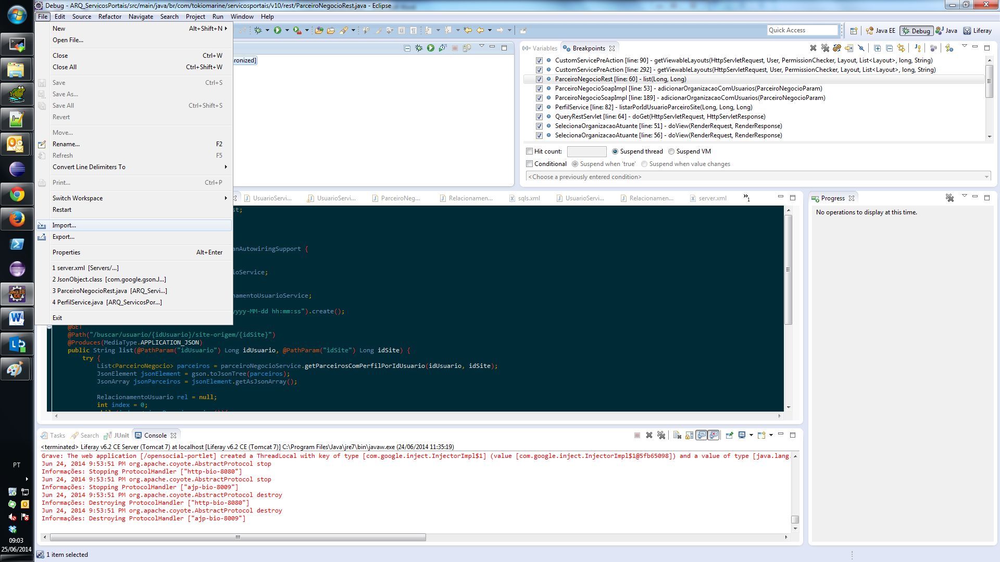 Debug - ARQ_ServicosPortais/src/main/java/br/com/tokiomarine/servicosportais/v10/rest/ParceiroNegocioRest.java - Eclipse
File Edit Source Refactor Navigate Search Project Run Window Help
New Alt+Shift+N
Open File...
Close Ctrl+W
Close All Ctrl+Shift+W
Save Ctrl+S
Save As...
Save All Ctrl+Shift+S
Revert
Move...
Rename... F2
Refresh F5
Convert Line Delimiters To
Print... Ctrl+P
Switch Workspace
Restart
Import...
Export...
Properties Alt+Enter
1 server.xml [Servers/...]
2 JsonObject.class [com.google.gson.J...]
3 ParceiroNegocioRest.java [ARQ_Servi...]
4 PerfilService.java [ARQ_ServicosPor...]
Exit
Quick Access
Java EE
Debug
Java
Liferay
ronized]
(x)= Variables
Breakpoints
CustomServicePreAction [line: 90] - getViewableLayouts(HttpServletRequest, User, PermissionChecker, Layout, List<Layout>, long, String)
CustomServicePreAction [line: 292] - getViewableLayouts(HttpServletRequest, User, PermissionChecker, Layout, List<Layout>, long, String)
ParceiroNegocioRest [line: 60] - list(Long, Long)
ParceiroNegocioSoapImpl [line: 53] - adicionarOrganizacaoComUsuarios(ParceiroNegocioParam)
ParceiroNegocioSoapImpl [line: 189] - adicionarOrganizacaoComUsuarios(ParceiroNegocioParam)
PerfilService [line: 82] - listarPorIdUsuarioParceiroSite(Long, Long, Long)
QueryRestServlet [line: 64] - doGet(HttpServletRequest, HttpServletResponse)
SelecionaOrganizacaoAtuante [line: 51] - doView(RenderRequest, RenderResponse)
SelecionaOrganizacaoAtuante [line: 56] - doView(RenderRequest, RenderResponse)
Hit count: Suspend thread Suspend VM
Conditional Suspend when 'true' Suspend when value changes
<Choose a previously entered condition>
UsuarioServi... UsuarioServi... ParceiroNeg... Relacionamen... sqls.xml UsuarioServi... Relacionamen... server.xml »1
Progress
No operations to display at this time.
st;
anAutowiringSupport {
ioService;
namentoUsuarioService;
yyyy-MM-dd hh:mm:ss").create();
@GET
@Path("/buscar/usuario/{idUsuario}/site-origem/{idSite}")
@Produces(MediaType.APPLICATION_JSON)
public String list(@PathParam("idUsuario") Long idUsuario, @PathParam("idSite") Long idSite) {
try {
List<ParceiroNegocio> parceiros = parceiroNegocioService.getParceirosComPerfilPorIdUsuario(idUsuario, idSite);
JsonElement jsonElement = gson.toJsonTree(parceiros);
JsonArray jsonParceiros = jsonElement.getAsJsonArray();
RelacionamentoUsuario rel = null;
int index = 0;
Tasks Search JUnit Console
<terminated> Liferay v6.2 CE Server (Tomcat 7) at localhost [Liferay v6.2 CE (Tomcat 7)] C:\Program Files\Java\jre7\bin\javaw.exe (24/06/2014 11:35:19)
Grave: The web application [/opensocial-portlet] created a ThreadLocal with key of type [com.google.inject.InjectorImpl$1] (value [com.google.inject.InjectorImpl$1@5fb65098]) and a value of type [java.lang.
Jun 24, 2014 9:53:51 PM org.apache.coyote.AbstractProtocol stop
Informações: Stopping ProtocolHandler ["http-bio-8080"]
Jun 24, 2014 9:53:51 PM org.apache.coyote.AbstractProtocol stop
Informações: Stopping ProtocolHandler ["ajp-bio-8009"]
Jun 24, 2014 9:53:51 PM org.apache.coyote.AbstractProtocol destroy
Informações: Destroying ProtocolHandler ["http-bio-8080"]
Jun 24, 2014 9:53:51 PM org.apache.coyote.AbstractProtocol destroy
Informações: Destroying ProtocolHandler ["ajp-bio-8009"]
1 item selected
Java EE
IDE
PT
09:03
25/06/2014